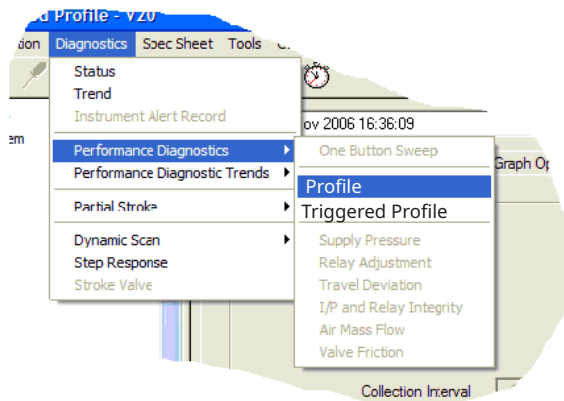 Profile - V20
Diagnostics Spec Sheet Tools
Status
Trend
Instrument Alert Record
ov 2006 16:36:09
em
Performance Diagnostics
One Button Sweep
Graph Op
Performance Diagnostic Trends
Profile
Partial Stroke
Triggered Profile
Dynamic Scan
Supply Pressure
Step Response
Relay Adjustment
Stroke Valve
Travel Deviation
I/P and Relay Integrity
Air Mass Flow
Valve Friction
Collection Interval